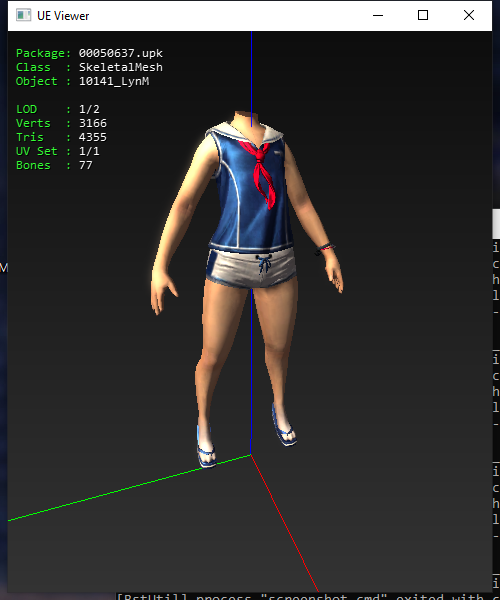 UE Viewer
Package: 00050637.upk
Class : SkeletalMesh
Object : 10141_LynM
LOD : 1/2
Verts : 3166
Tris : 4355
UV Set : 1/1
Bones : 77
M
i
c
h
l
-
i
c
h
l
-
i
c
h
l
-
i
[RstUtil] process "screenshot.cmd" exited with c